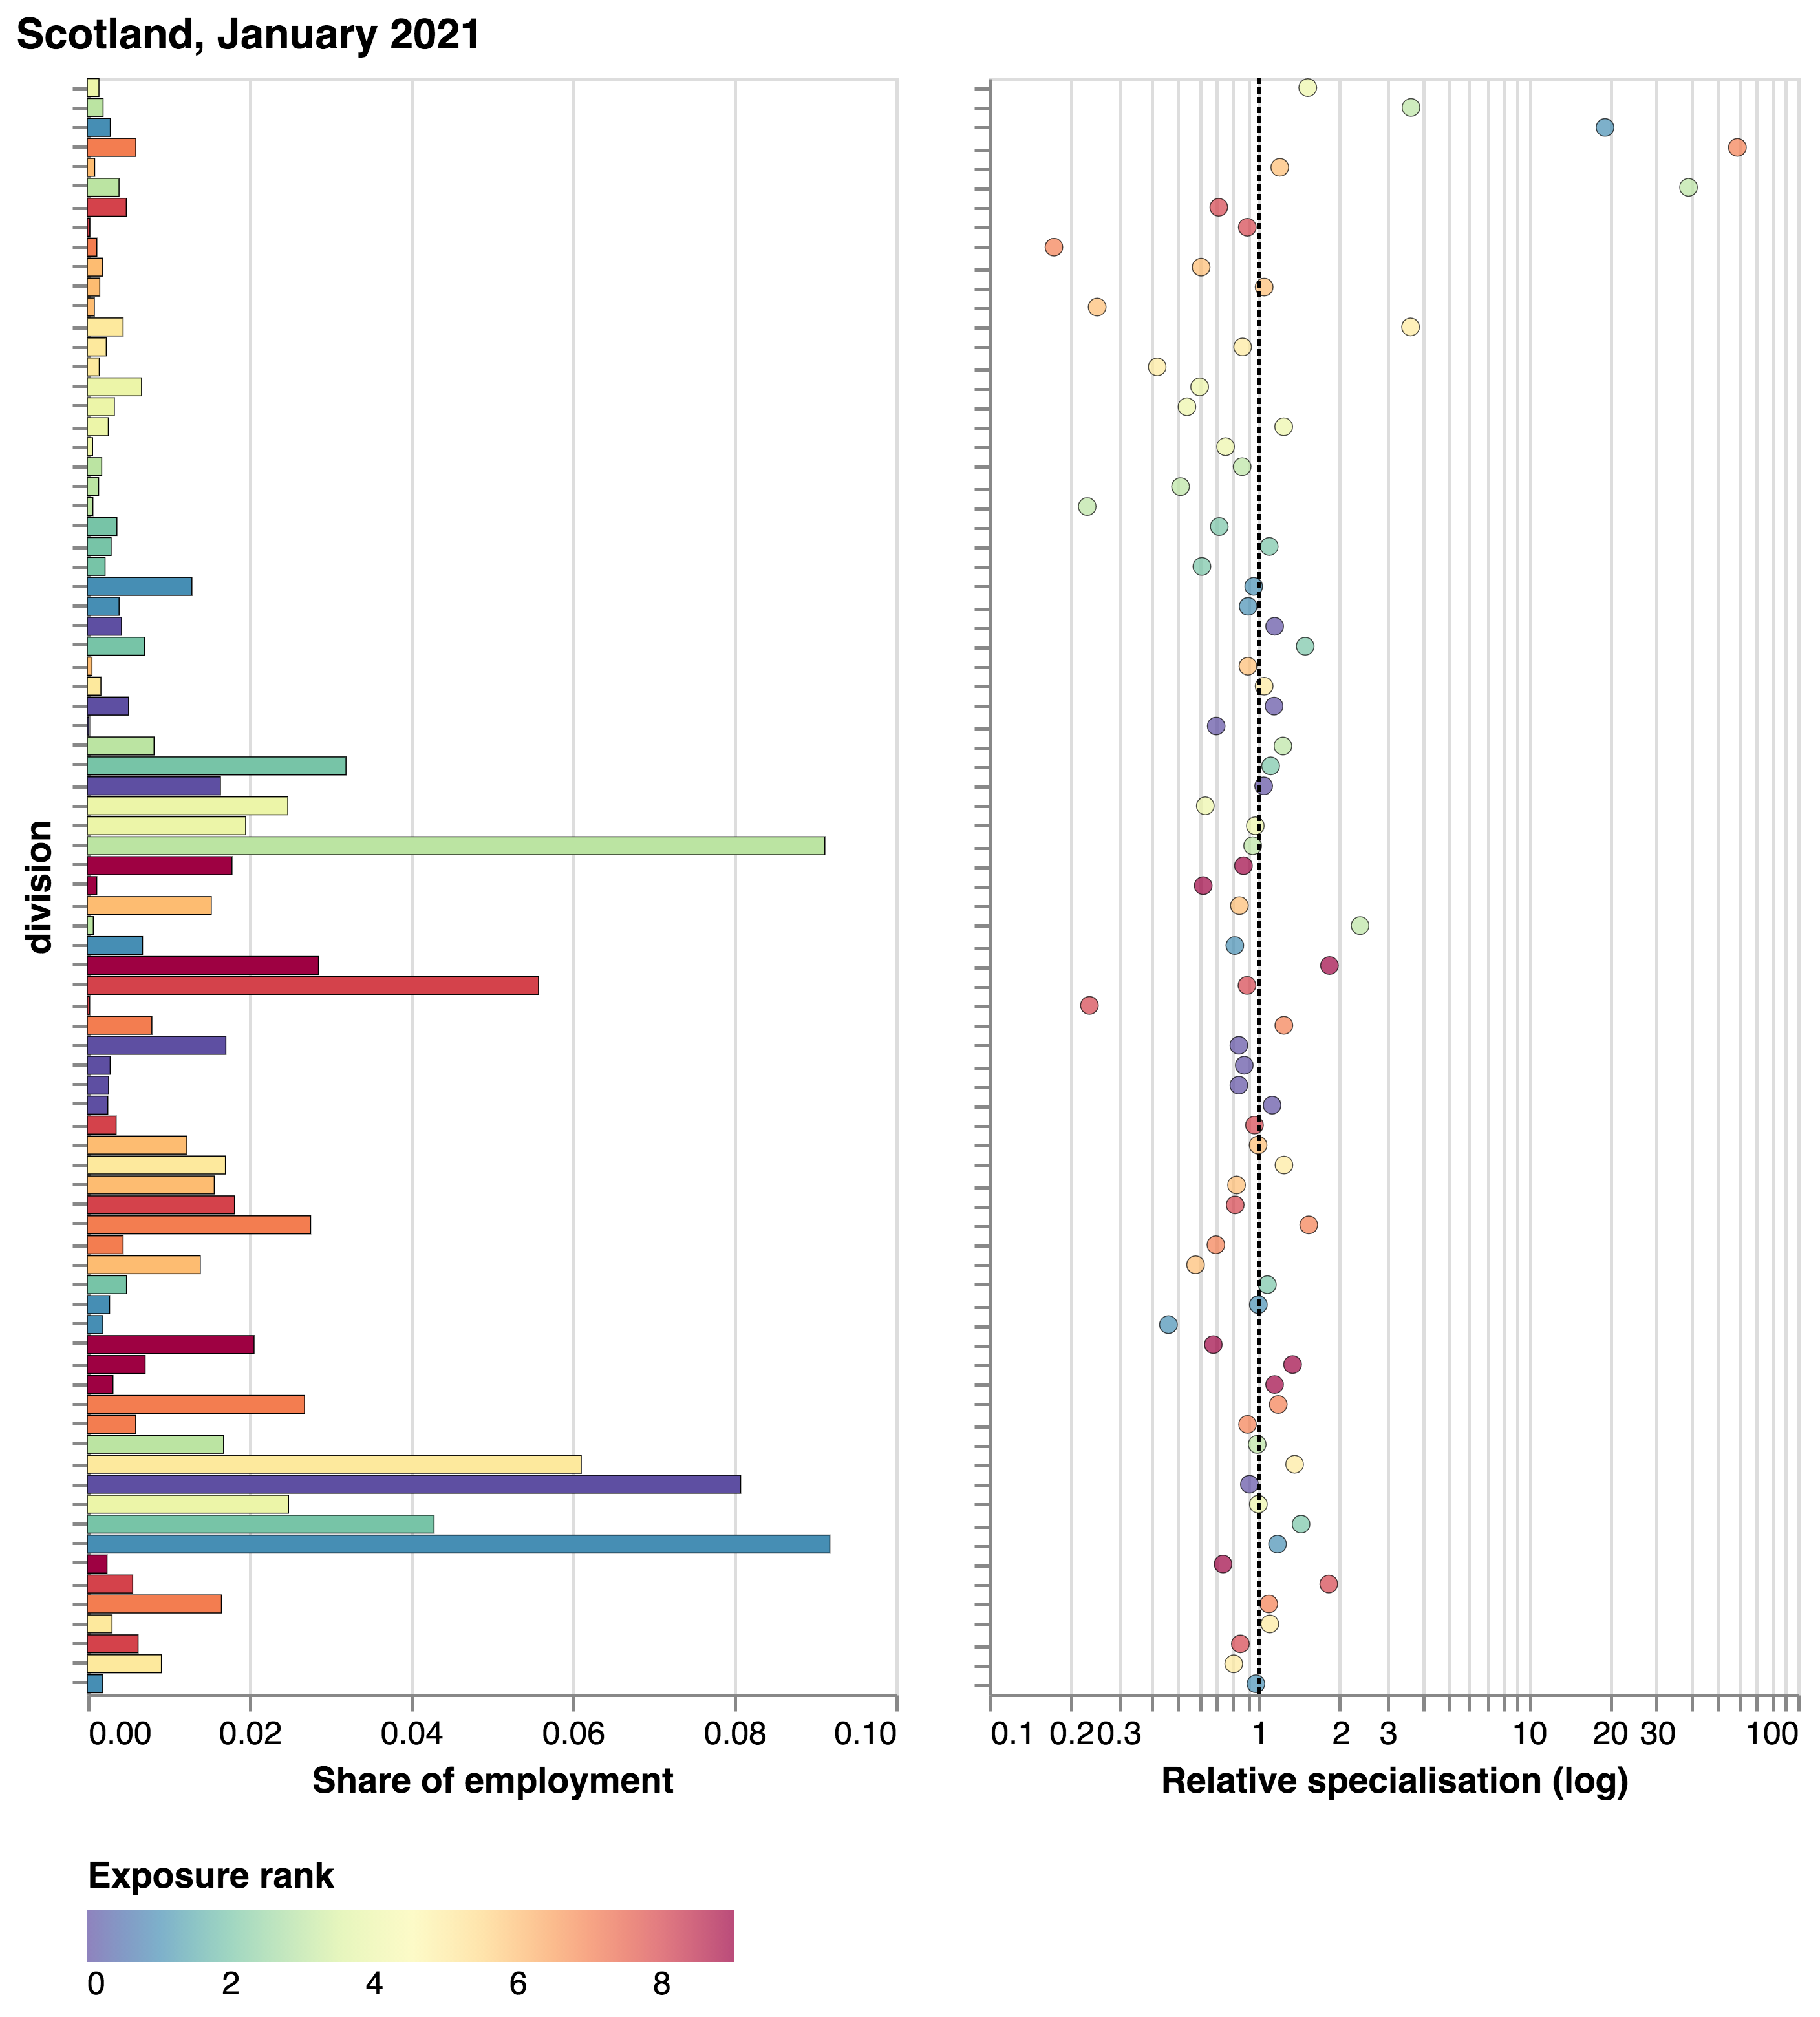 Scotland, January 2021
division
0.00 0.02 0.04 0.06 0.08 0.10
Share of employment
0.1 0.2 0.3 1 2 3 10 20 30 100
Relative specialisation (log)
Exposure rank
0 2 4 6 8